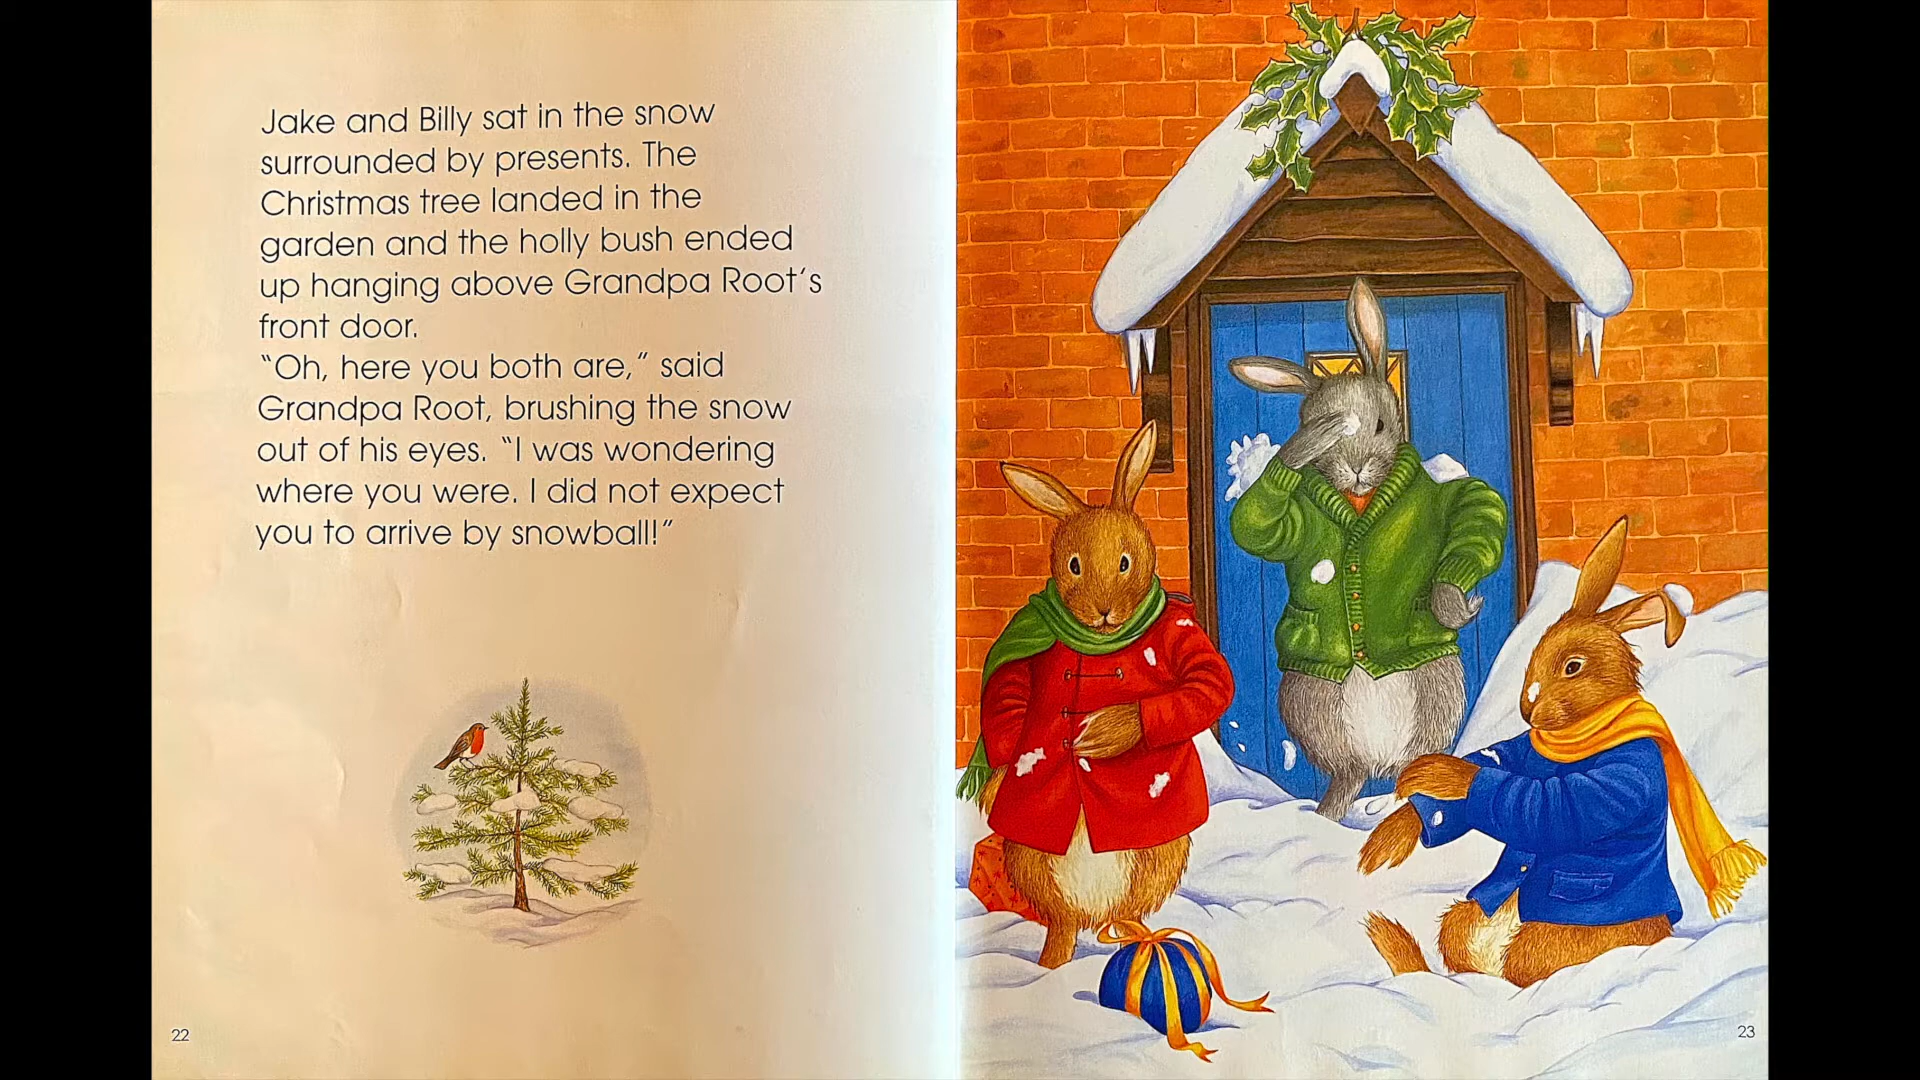 Jake and Billy sat in the snow
surrounded by presents. The
Christmas tree landed in the
garden and the holly bush ended
up hanging above Grandpa Root's
front door.
“Oh, here you both are,” said
Grandpa Root, brushing the snow
out of his eyes. “I was wondering
where you were. I did not expect
you to arrive by snowball!”
22
23